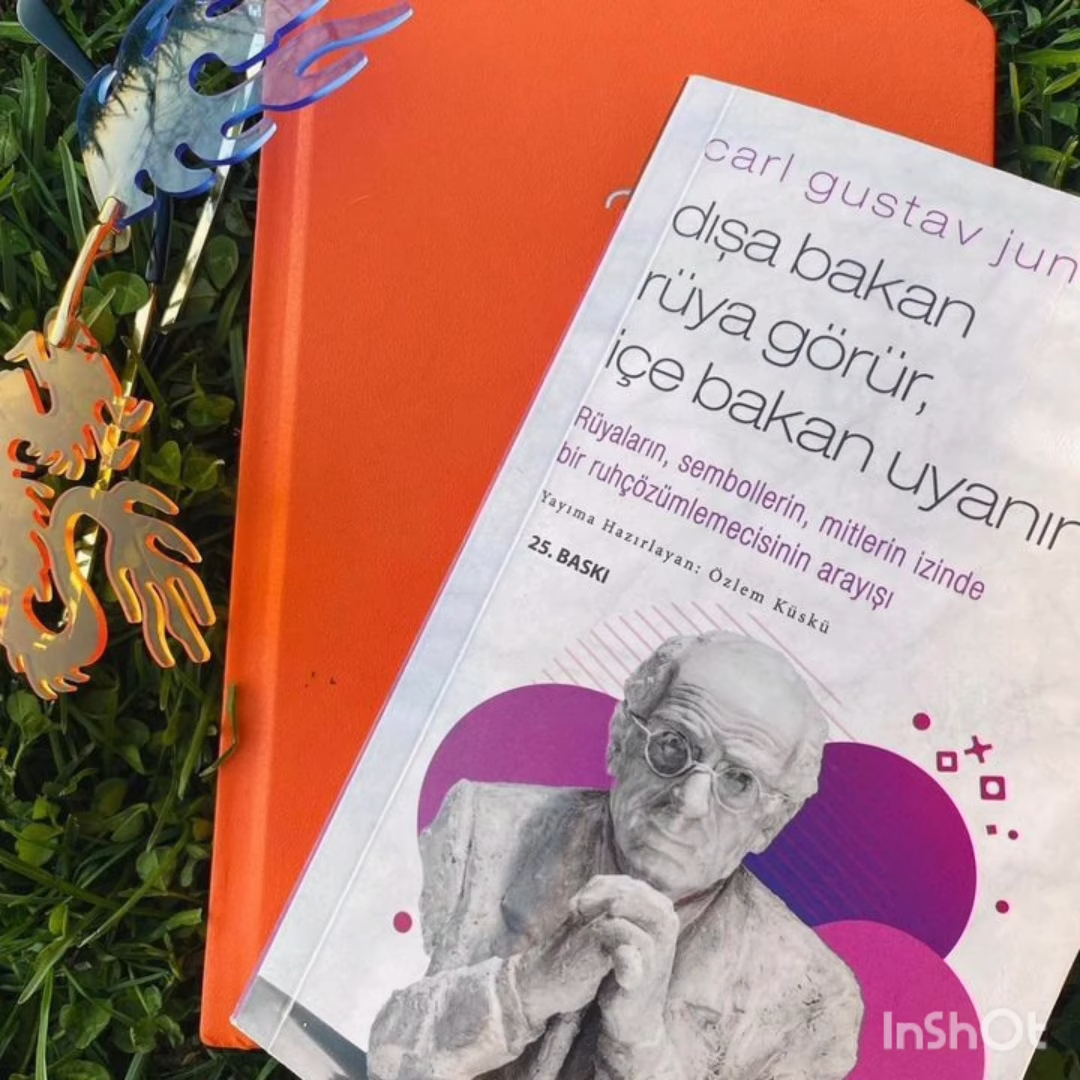 carl gustav jun
dışa bakan
rüya görür,
içe bakan uyanır
Rüyaların, sembollerin, mitlerin izinde
bir ruhçözümlemecisinin arayışı
Yayıma Hazırlayan: Özlem Küskü
25. BASKI
InShOt